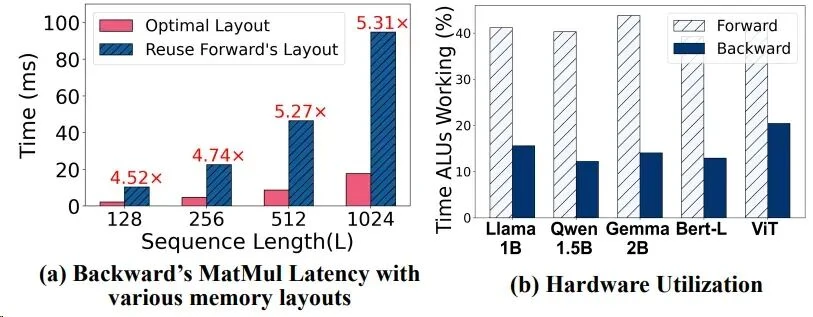 Time (ms)
100
80
60
40
20
0
Optimal Layout
Reuse Forward's Layout
4.52×
4.74×
5.27×
5.31×
128 256 512 1024
Sequence Length(L)
(a) Backward's MatMul Latency with
various memory layouts
Time ALUs Working (%)
40
30
20
10
0
Forward
Backward
Llama Qwen Gemma Bert-L ViT
1B 1.5B 2B
(b) Hardware Utilization